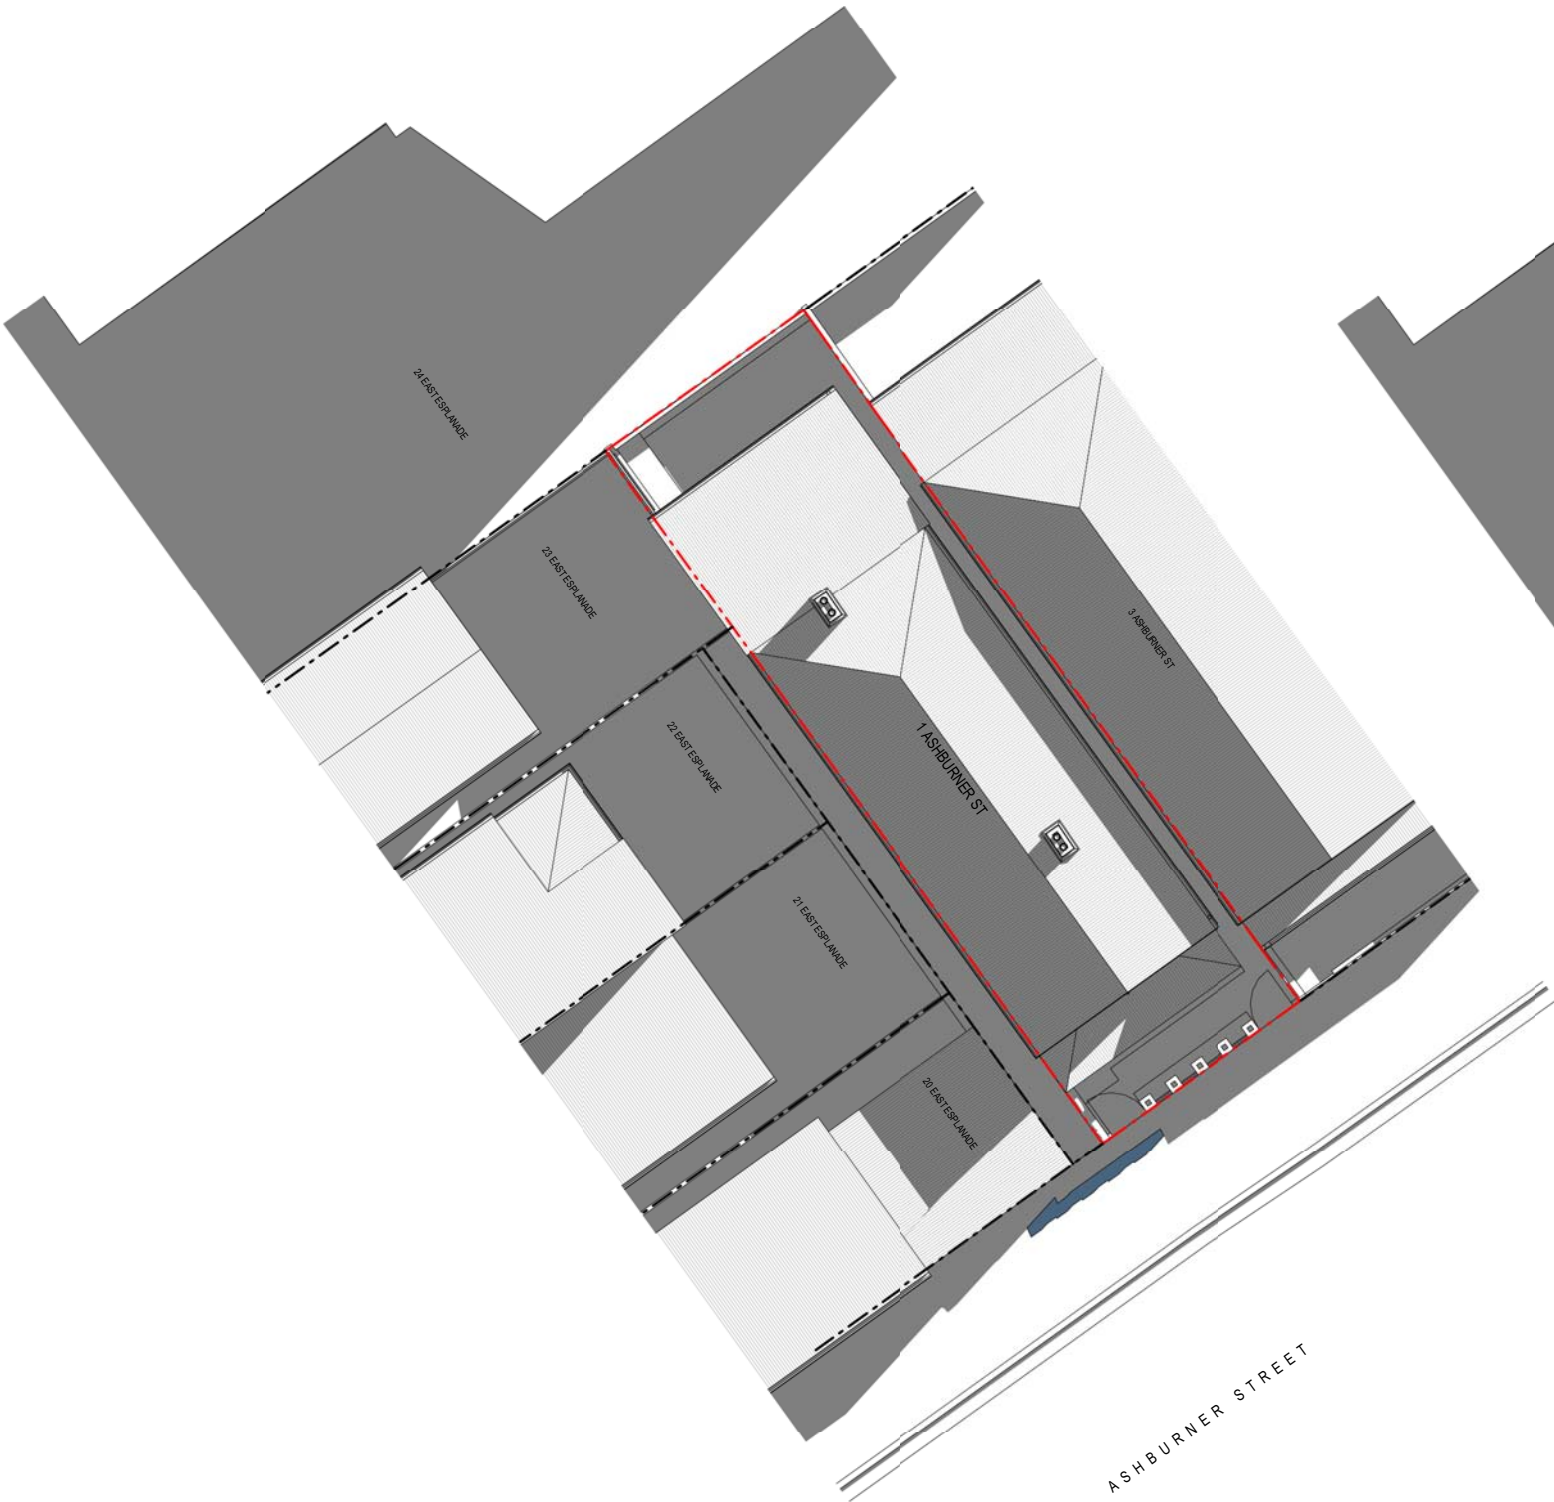 24 EAST ESPLANADE
23 EAST ESPLANADE
3 ASHBURNER ST
22 EAST ESPLANADE
1 ASHBURNER ST
21 EAST ESPLANADE
20 EAST ESPLANADE
ASHBURNER STREET